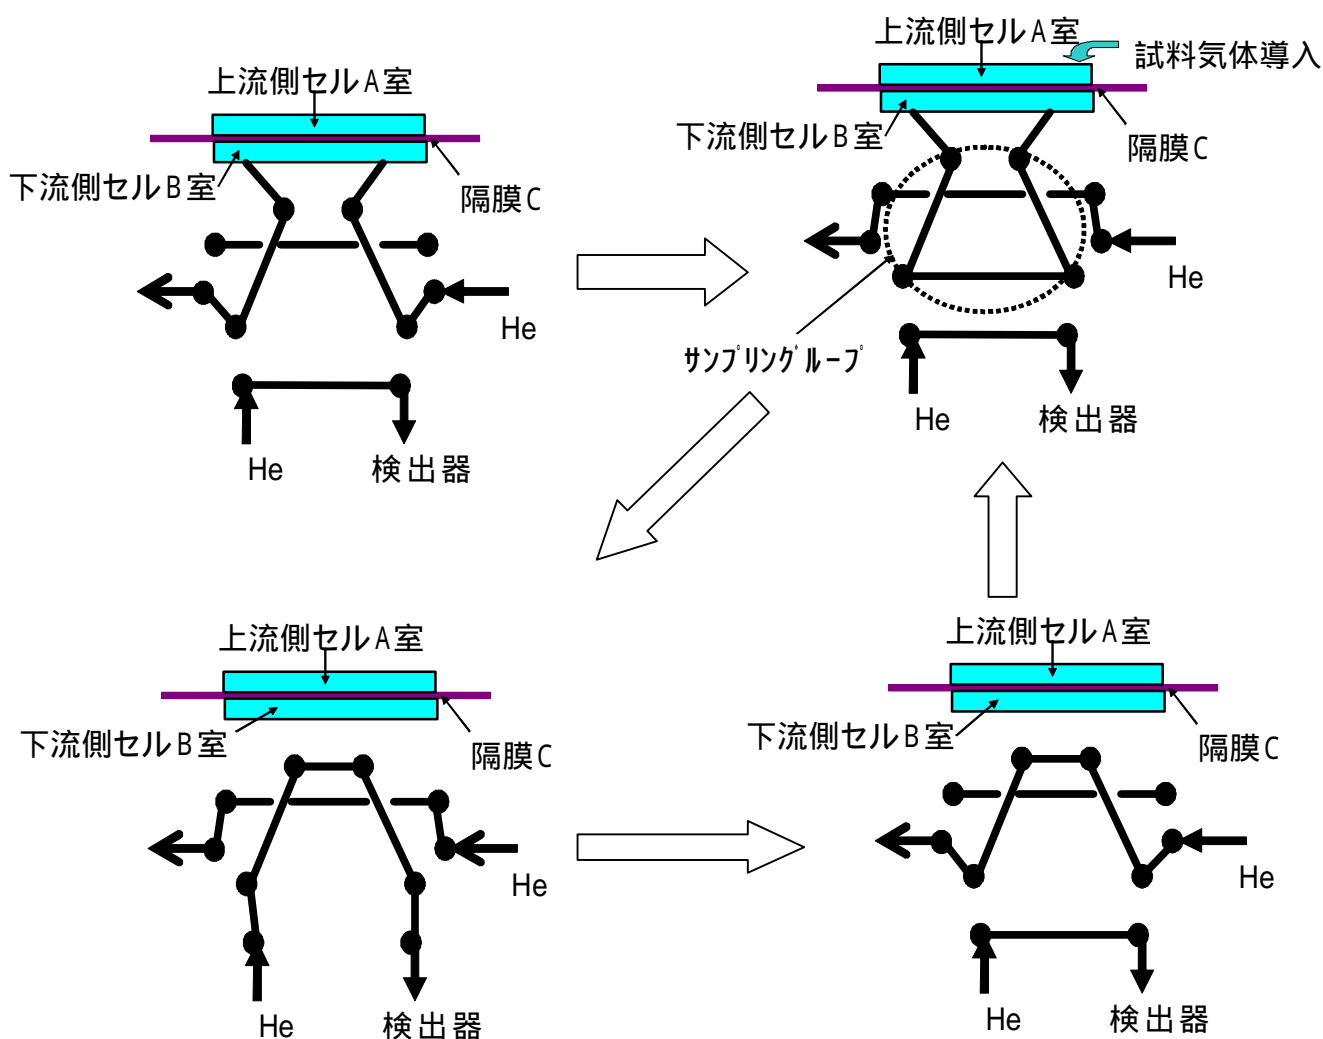 上流側セルA室
下流側セルB室
隔膜C
He
He
検出器
上流側セルA室
試料気体導入
下流側セルB室
隔膜C
He
サンプリングループ
He
検出器
上流側セルA室
下流側セルB室
隔膜C
He
He
検出器
上流側セルA室
下流側セルB室
隔膜C
He
He
検出器